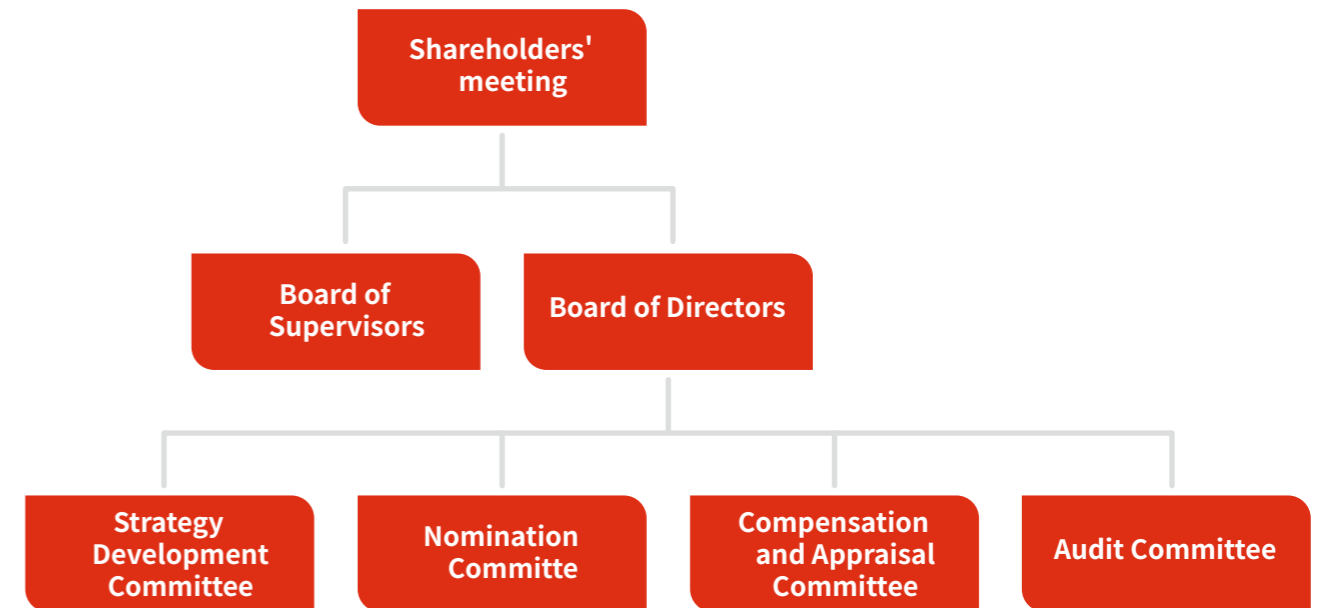 Shareholders'
meeting
Board of
Supervisors
Board of Directors
Strategy
Development
Committee
Nomination
Committe
Compensation
and Appraisal
Committee
Audit Committee